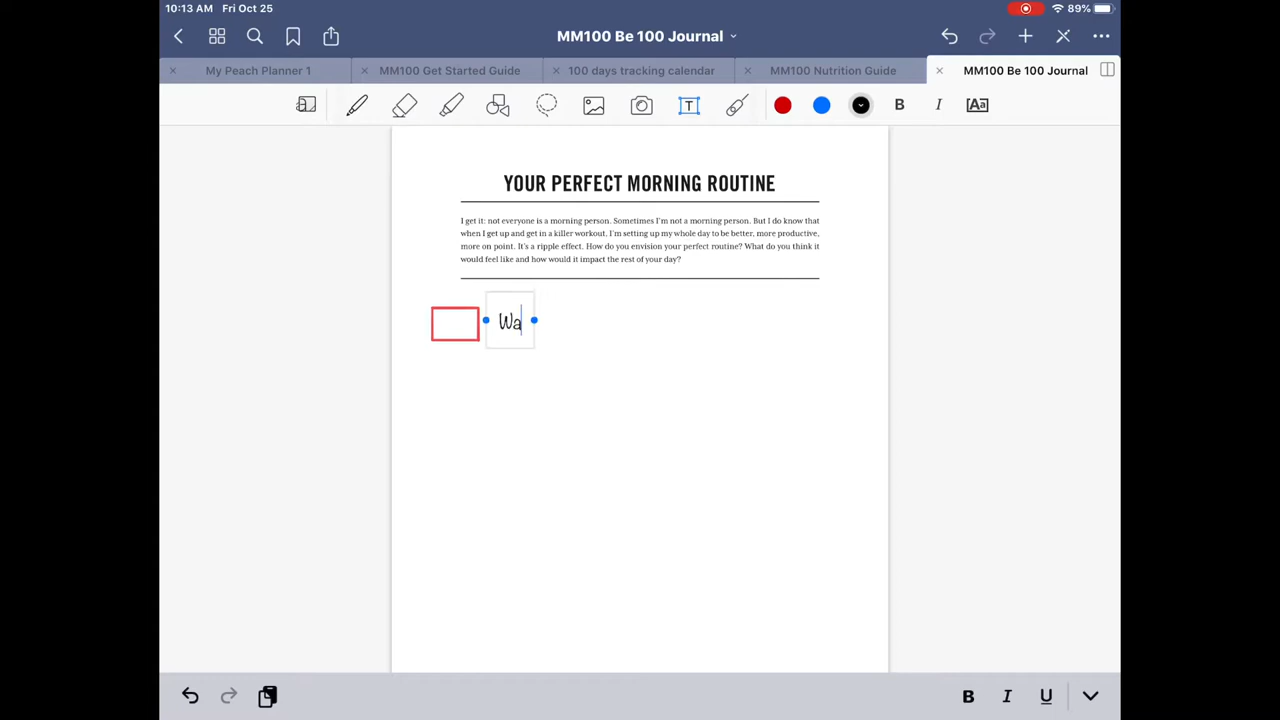 10:13 AM Fri Oct 25
89%
MM100 Be 100 Journal
My Peach Planner 1
MM100 Get Started Guide
100 days tracking calendar
MM100 Nutrition Guide
MM100 Be 100 Journal
a
T
B
I
Aa
YOUR PERFECT MORNING ROUTINE
I get it: not everyone is a morning person. Sometimes I'm not a morning person. But I do know that
when I get up and get in a killer workout. I'm setting up my whole day to be better, more productive,
more on point. It's a ripple effect. How do you envision your perfect routine? What do you think it
would feel like and how would it impact the rest of your day?
Wa
B
I
U